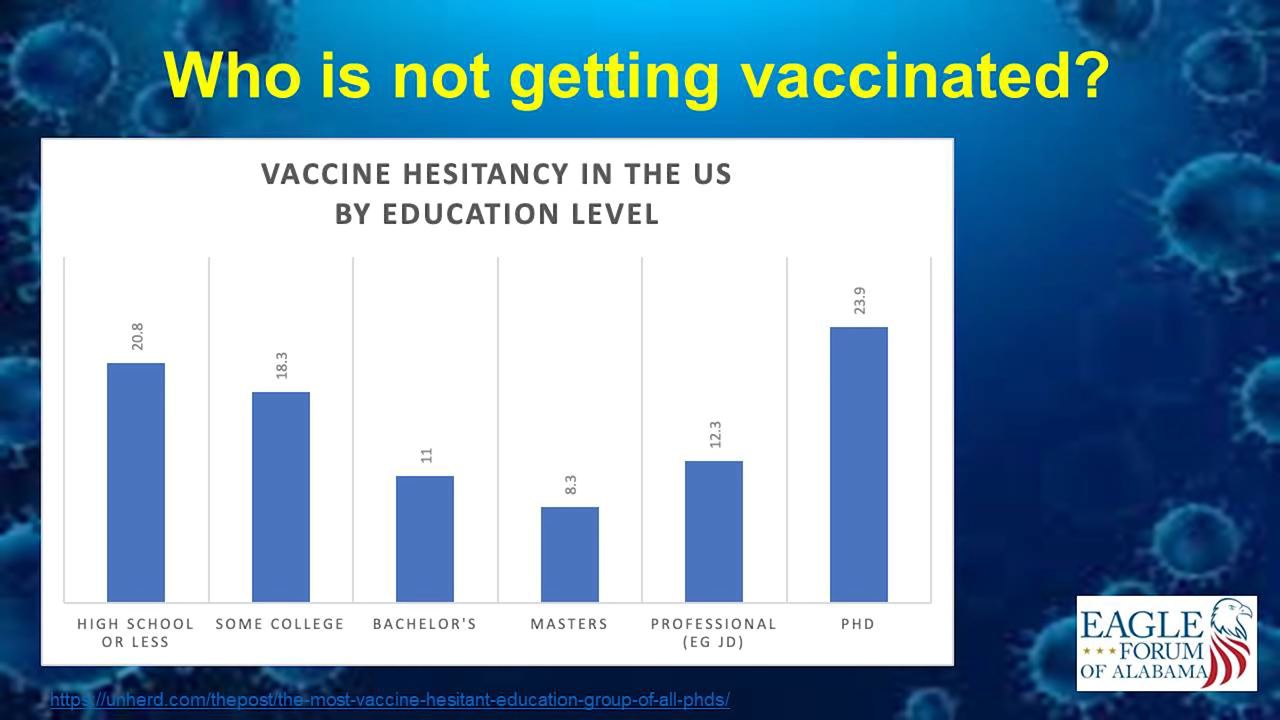 Who is not getting vaccinated?
VACCINE HESITANCY IN THE US
BY EDUCATION LEVEL
20.8
18.3
11
8.3
12.3
23.9
HIGH SCHOOL
OR LESS
SOME COLLEGE
BACHELOR'S
MASTERS
PROFESSIONAL
(EG JD)
PHD
EAGLE
FORUM
OF ALABAMA
https://unherd.com/thepost/the-most-vaccine-hesitant-education-group-of-all-phds/